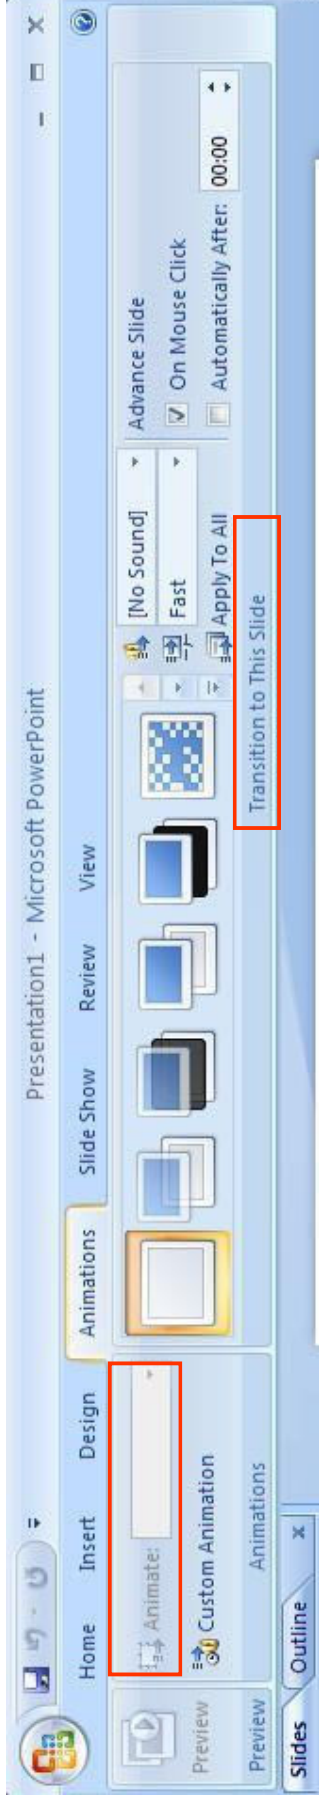 Presentation1 - Microsoft PowerPoint
Home Insert Design Animations Slide Show Review View
Preview
Preview
Animate:
Custom Animation
Animations
[No Sound]
Fast
Apply To All
Transition to This Slide
Advance Slide
On Mouse Click
Automatically After: 00:00
Slides Outline